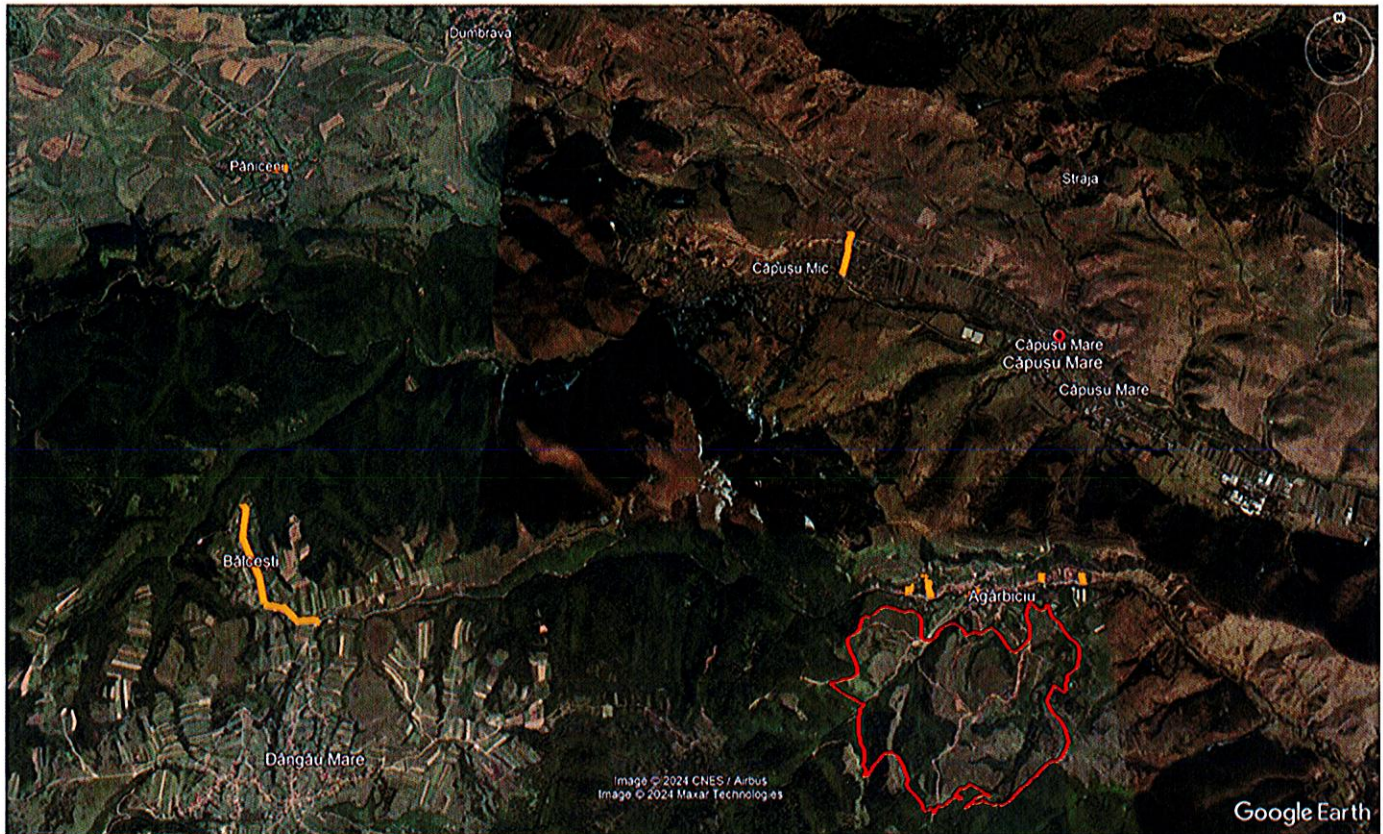 Dumbrava
N
Pâniceni
Straja
Căpușu Mic
Căpușu Mare
Căpușu Mare
Căpușu Mare
Bălcești
Agârbiciu
Dângău Mare
Image © 2024 CNES / Airbus
Image © 2024 Maxar Technologies
Google Earth